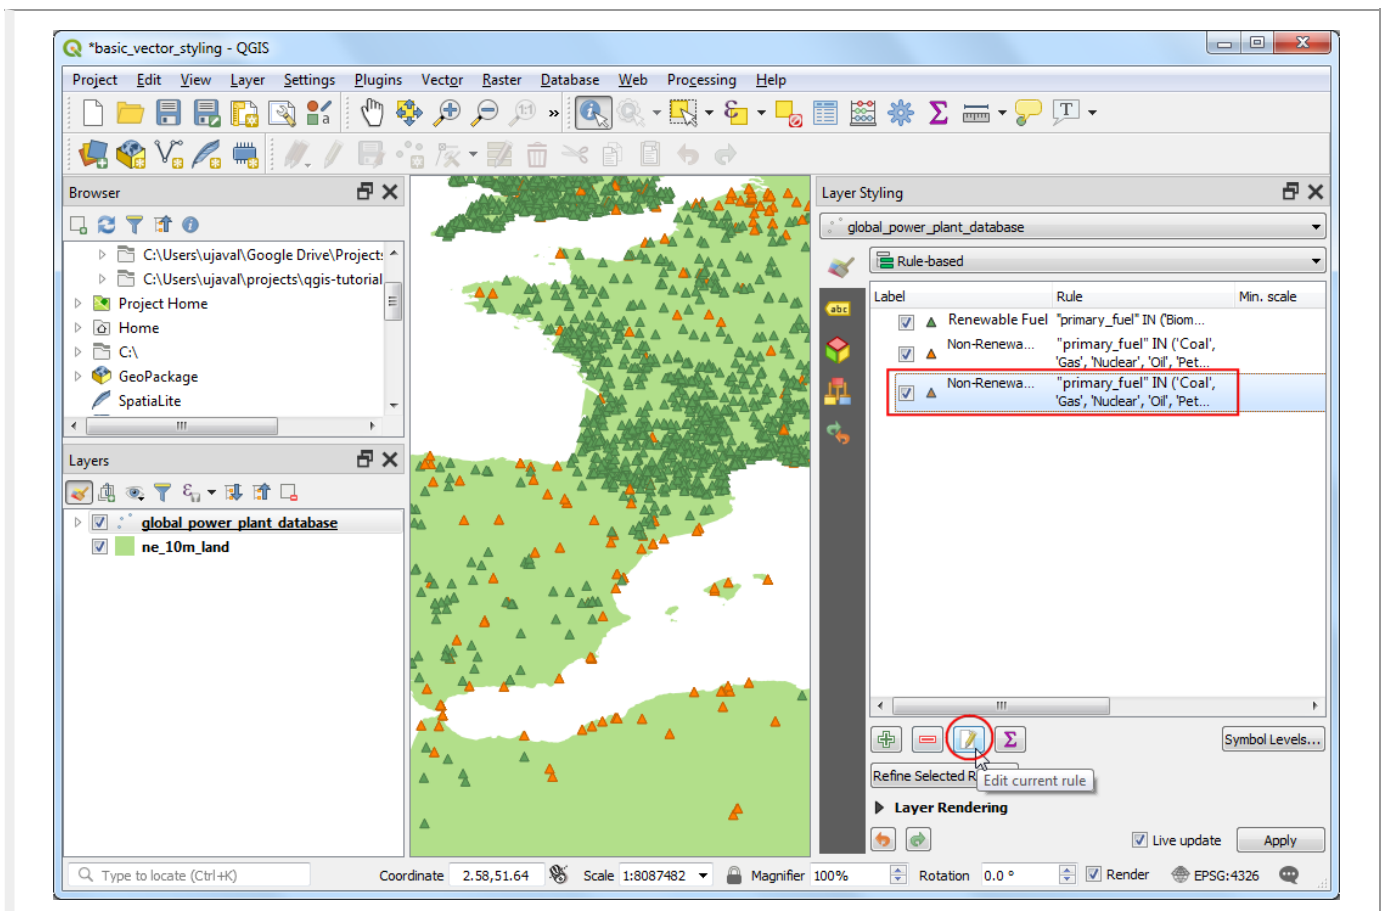 *basic_vector_styling - QGIS
Project Edit View Layer Settings Plugins Vector Raster Database Web Processing Help
Browser
C:\Users\ujaval\Google Drive\Project:
C:\Users\ujaval\projects\qgis-tutorial
Project Home
Home
C:\
GeoPackage
SpatiaLite
Layers
global_power_plant_database
ne_10m_land
Layer Styling
global_power_plant_database
Rule-based
abc
Label Rule Min. scale
Renewable Fuel "primary_fuel" IN ('Biom...
Non-Renewa... "primary_fuel" IN ('Coal',
'Gas', 'Nuclear', 'Oil', 'Pet...
Non-Renewa... "primary_fuel" IN ('Coal',
'Gas', 'Nuclear', 'Oil', 'Pet...
Symbol Levels...
Refine Selected R
Edit current rule
Layer Rendering
Live update Apply
Type to locate (Ctrl+K) Coordinate 2.58,51.64 Scale 1:8087482 Magnifier 100% Rotation 0.0 ° Render EPSG:4326